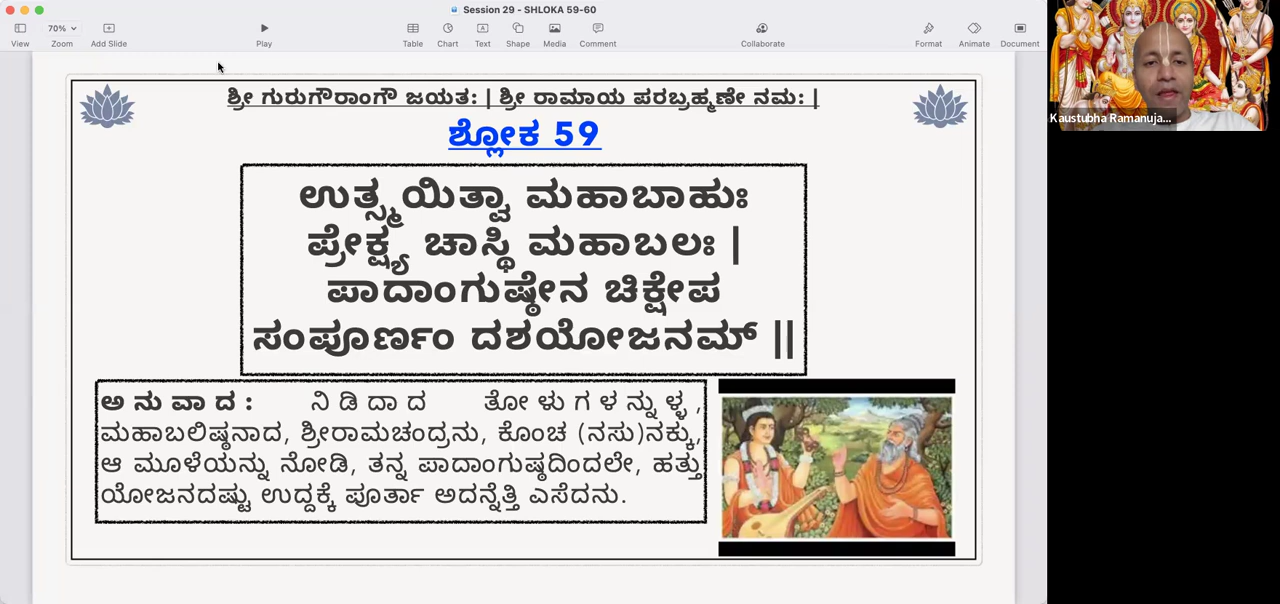 Session 29 - SHLOKA 59-60
View
70%
Zoom
Add Slide
Play
Table
Chart
Text
Shape
Media
Comment
Collaborate
Format
Animate
Document
Kaustubha Ramanuja...
ಶ್ರೀ ಗುರುಗೌರಾಂಗೌ ಜಯತಃ | ಶ್ರೀ ರಾಮಾಯ ಪರಬ್ರಹ್ಮಣೇ ನಮಃ |
ಶ್ಲೋಕ 59
ಉತ್ಸ್ಮಯಿತ್ವಾ ಮಹಾಬಾಹುಃ
ಪ್ರೇಕ್ಷ್ಯ ಚಾಸ್ಥಿ ಮಹಾಬಲಃ |
ಪಾದಾಂಗುಷ್ಠೇನ ಚಿಕ್ಷೇಪ
ಸಂಪೂರ್ಣಂ ದಶಯೋಜನಮ್ ||
ಅನುವಾದ: ನಿಡಿದಾದ ತೋಳುಗಳನ್ನುಳ್ಳ,
ಮಹಾಬಲಿಷ್ಠನಾದ, ಶ್ರೀರಾಮಚಂದ್ರನು, ಕೊಂಚ (ನಸು)ನಕ್ಕು,
ಆ ಮೂಳೆಯನ್ನು ನೋಡಿ, ತನ್ನ ಪಾದಾಂಗುಷ್ಠದಿಂದಲೇ, ಹತ್ತು
ಯೋಜನದಷ್ಟು ಉದ್ದಕ್ಕೆ ಪೂರ್ತಾ ಅದನ್ನೆತ್ತಿ ಎಸೆದನು.